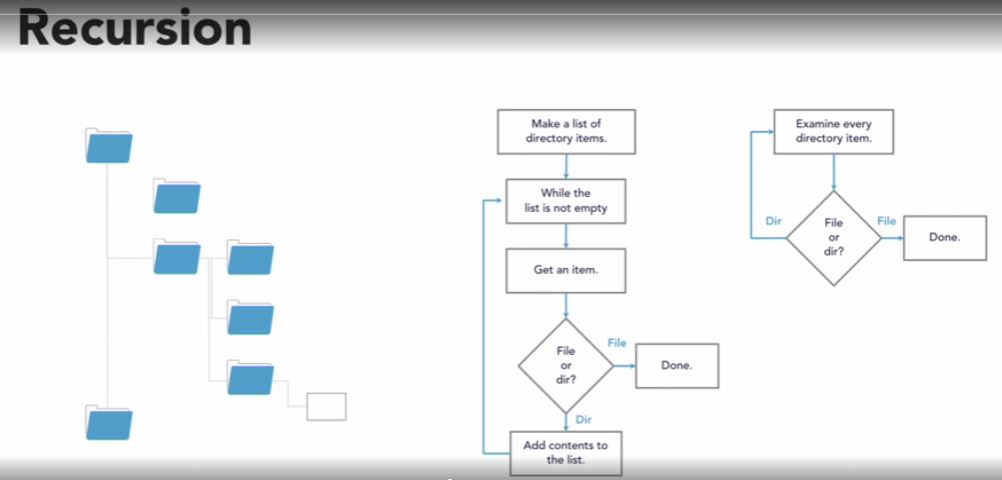 Recursion
Make a list of
directory items.
While the
list is not empty
Get an item.
File
or
dir?
File
Done.
Dir
Add contents to
the list.
Examine every
directory item.
Dir
File
or
dir?
File
Done.